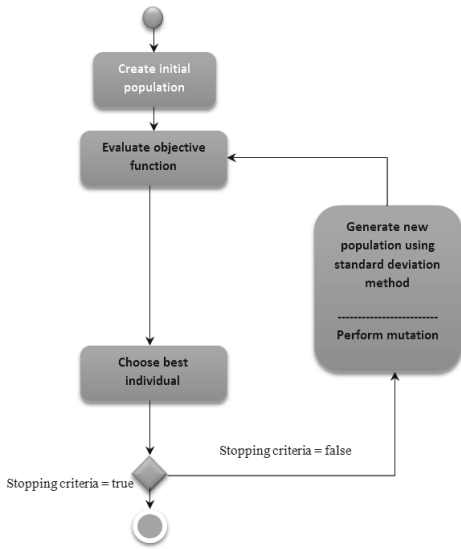 Create initial
population
Evaluate objective
function
Generate new
population using
standard deviation
method
-------------------------
Perform mutation
Choose best
individual
Stopping criteria = false
Stopping criteria = true